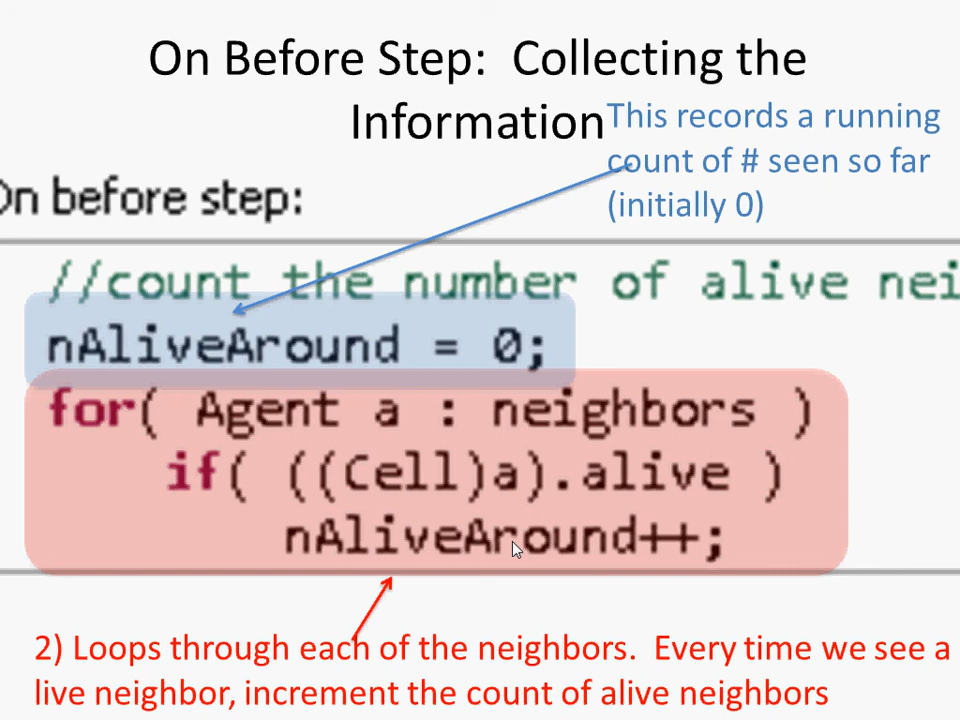 On Before Step: Collecting the
Information
This records a running
count of # seen so far
(initially 0)
On before step:
//count the number of alive nei
nAliveAround = 0;
for( Agent a : neighbors )
if( ((Cell)a).alive )
nAliveAround++;
2) Loops through each of the neighbors. Every time we see a
live neighbor, increment the count of alive neighbors